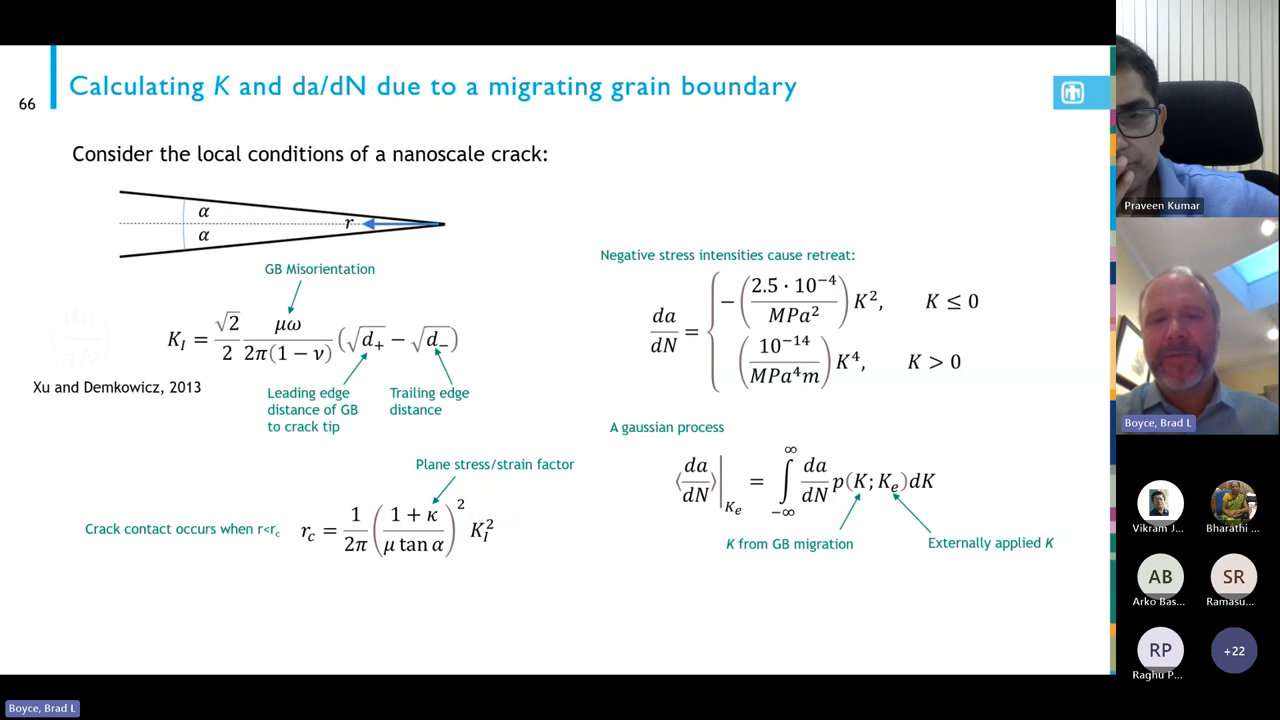 Calculating K and da/dN due to a migrating grain boundary
66
Consider the local conditions of a nanoscale crack:
α
r
α
GB Misorientation
K_I = √2/2 μω/2π(1 − ν) (√d₊ − √d₋)
Xu and Demkowicz, 2013
Leading edge
distance of GB
to crack tip
Trailing edge
distance
Plane stress/strain factor
Crack contact occurs when r<r_c
r_c = 1/2π ((1 + κ)/(μ tan α))² K_I²
Negative stress intensities cause retreat:
da/dN = { −(2.5 · 10⁻⁴/MPa²) K², K ≤ 0
(10⁻¹⁴/MPa⁴m) K⁴, K > 0
A gaussian process
⟨da/dN⟩|_{K_e} = ∫_{−∞}^{∞} da/dN p(K; K_e)dK
K from GB migration
Externally applied K
Praveen Kumar
Boyce, Brad L
Vikram J...
Bharathi ...
AB
SR
Arko Bas...
Ramasu...
RP
+22
Raghu P...
Boyce, Brad L